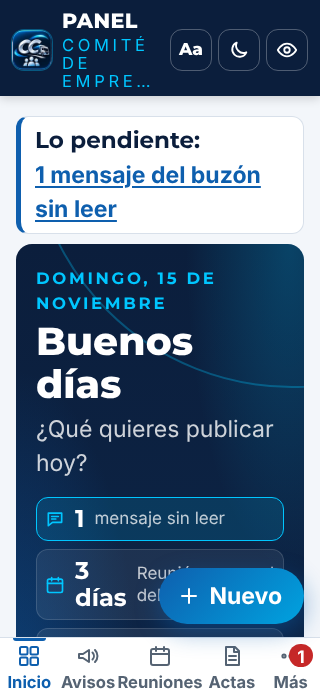 PANEL
COMITÉ
DE
EMPRE…
Aa
Lo pendiente:
1 mensaje del buzón
sin leer
DOMINGO, 15 DE
NOVIEMBRE
Buenos
días
¿Qué quieres publicar
hoy?
1 mensaje sin leer
3
días
+ Nuevo
Inicio Avisos Reuniones Actas Más
1